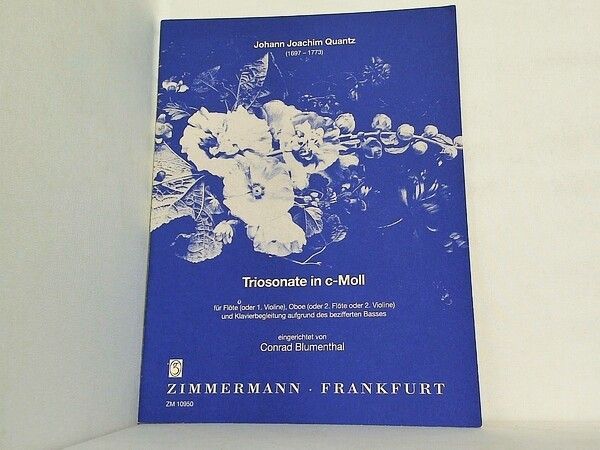 Johann Joachim Quantz
(1697 – 1773)
Triosonate in c-Moll
für Flöte (oder 1. Violine), Oboe (oder 2. Flöte oder 2. Violine)
und Klavierbegleitung aufgrund des bezifferten Basses
eingerichtet von
Conrad Blumenthal
3
ZIMMERMANN · FRANKFURT
ZM 10950